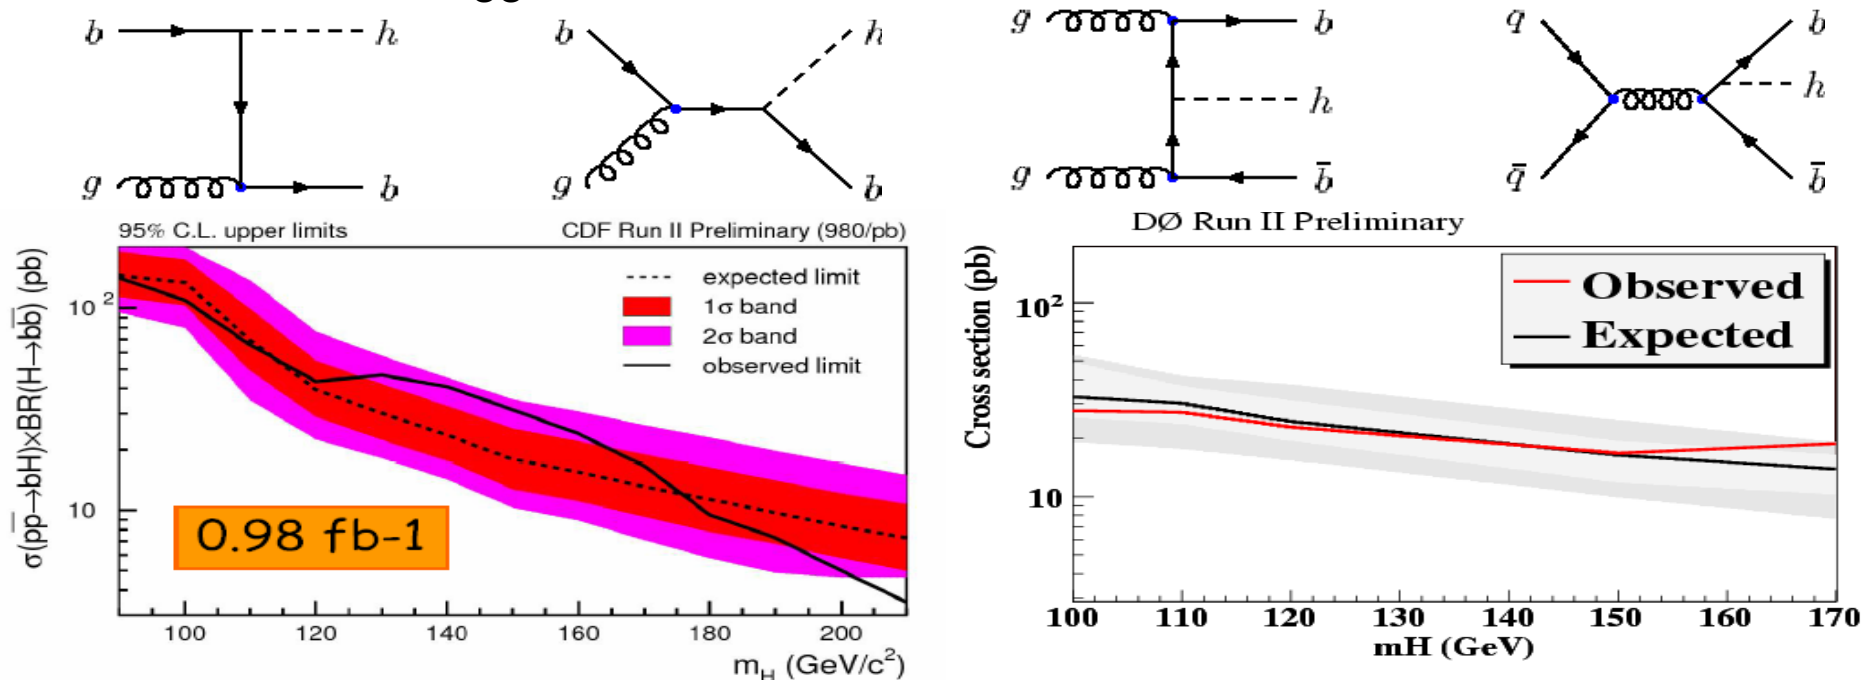 gg
b h
g b
b h
g b
g b
h
g b̄
q b
h
q̄ b̄
95% C.L. upper limits CDF Run II Preliminary (980/pb)
σ(p̄p→bH)×BR(H→bb̄) (pb)
expected limit
1σ band
2σ band
observed limit
10²
10
0.98 fb-1
100 120 140 160 180 200
m_H (GeV/c²)
DØ Run II Preliminary
Cross section (pb)
Observed
Expected
10²
10
100 110 120 130 140 150 160 170
mH (GeV)